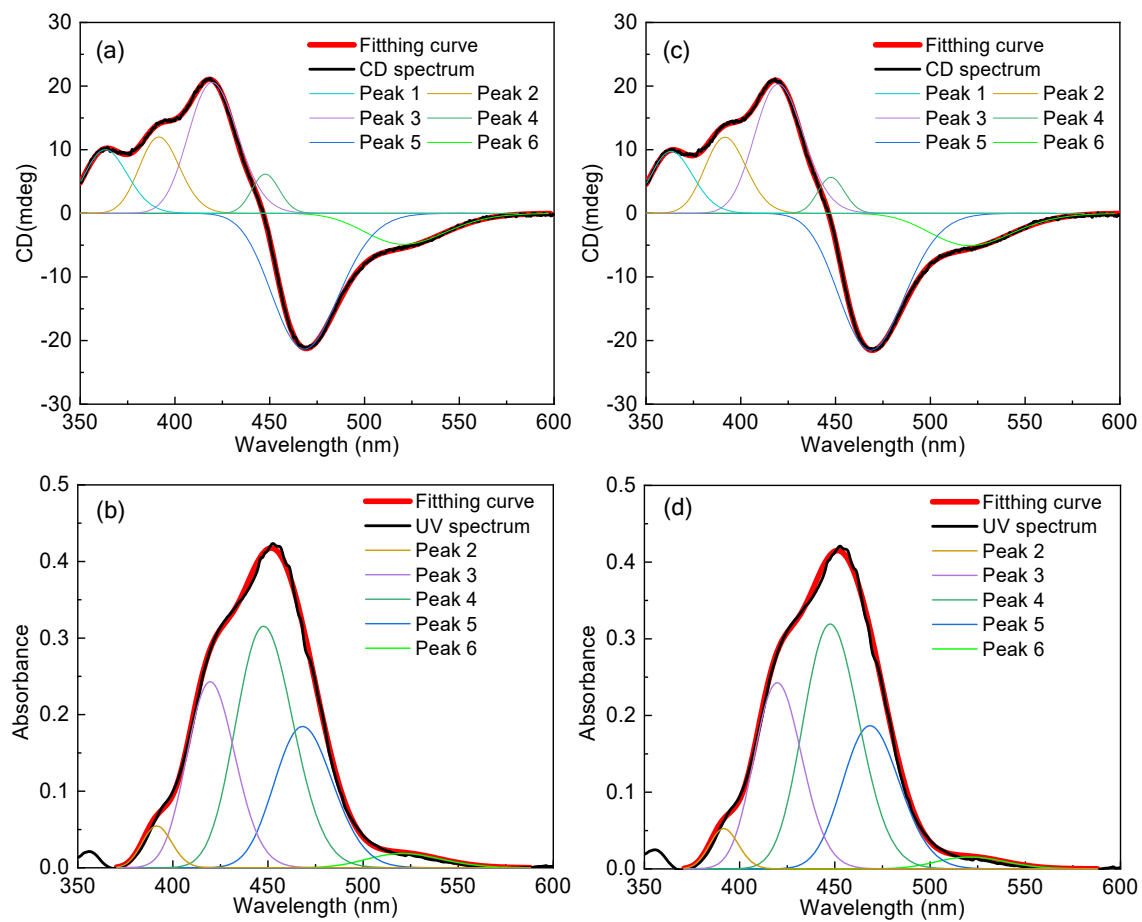 (a)
Fitthing curve
CD spectrum
Peak 1 Peak 2
Peak 3 Peak 4
Peak 5 Peak 6
30
20
10
0
-10
-20
-30
CD(mdeg)
350 400 450 500 550 600
Wavelength (nm)
(c)
Fitthing curve
CD spectrum
Peak 1 Peak 2
Peak 3 Peak 4
Peak 5 Peak 6
30
20
10
0
-10
-20
-30
CD(mdeg)
350 400 450 500 550 600
Wavelength (nm)
(b)
Fitthing curve
UV spectrum
Peak 2
Peak 3
Peak 4
Peak 5
Peak 6
0.5
0.4
0.3
0.2
0.1
0.0
Absorbance
350 400 450 500 550 600
Wavelength (nm)
(d)
Fitthing curve
UV spectrum
Peak 2
Peak 3
Peak 4
Peak 5
Peak 6
0.5
0.4
0.3
0.2
0.1
0.0
Absorbance
350 400 450 500 550 600
Wavelength (nm)